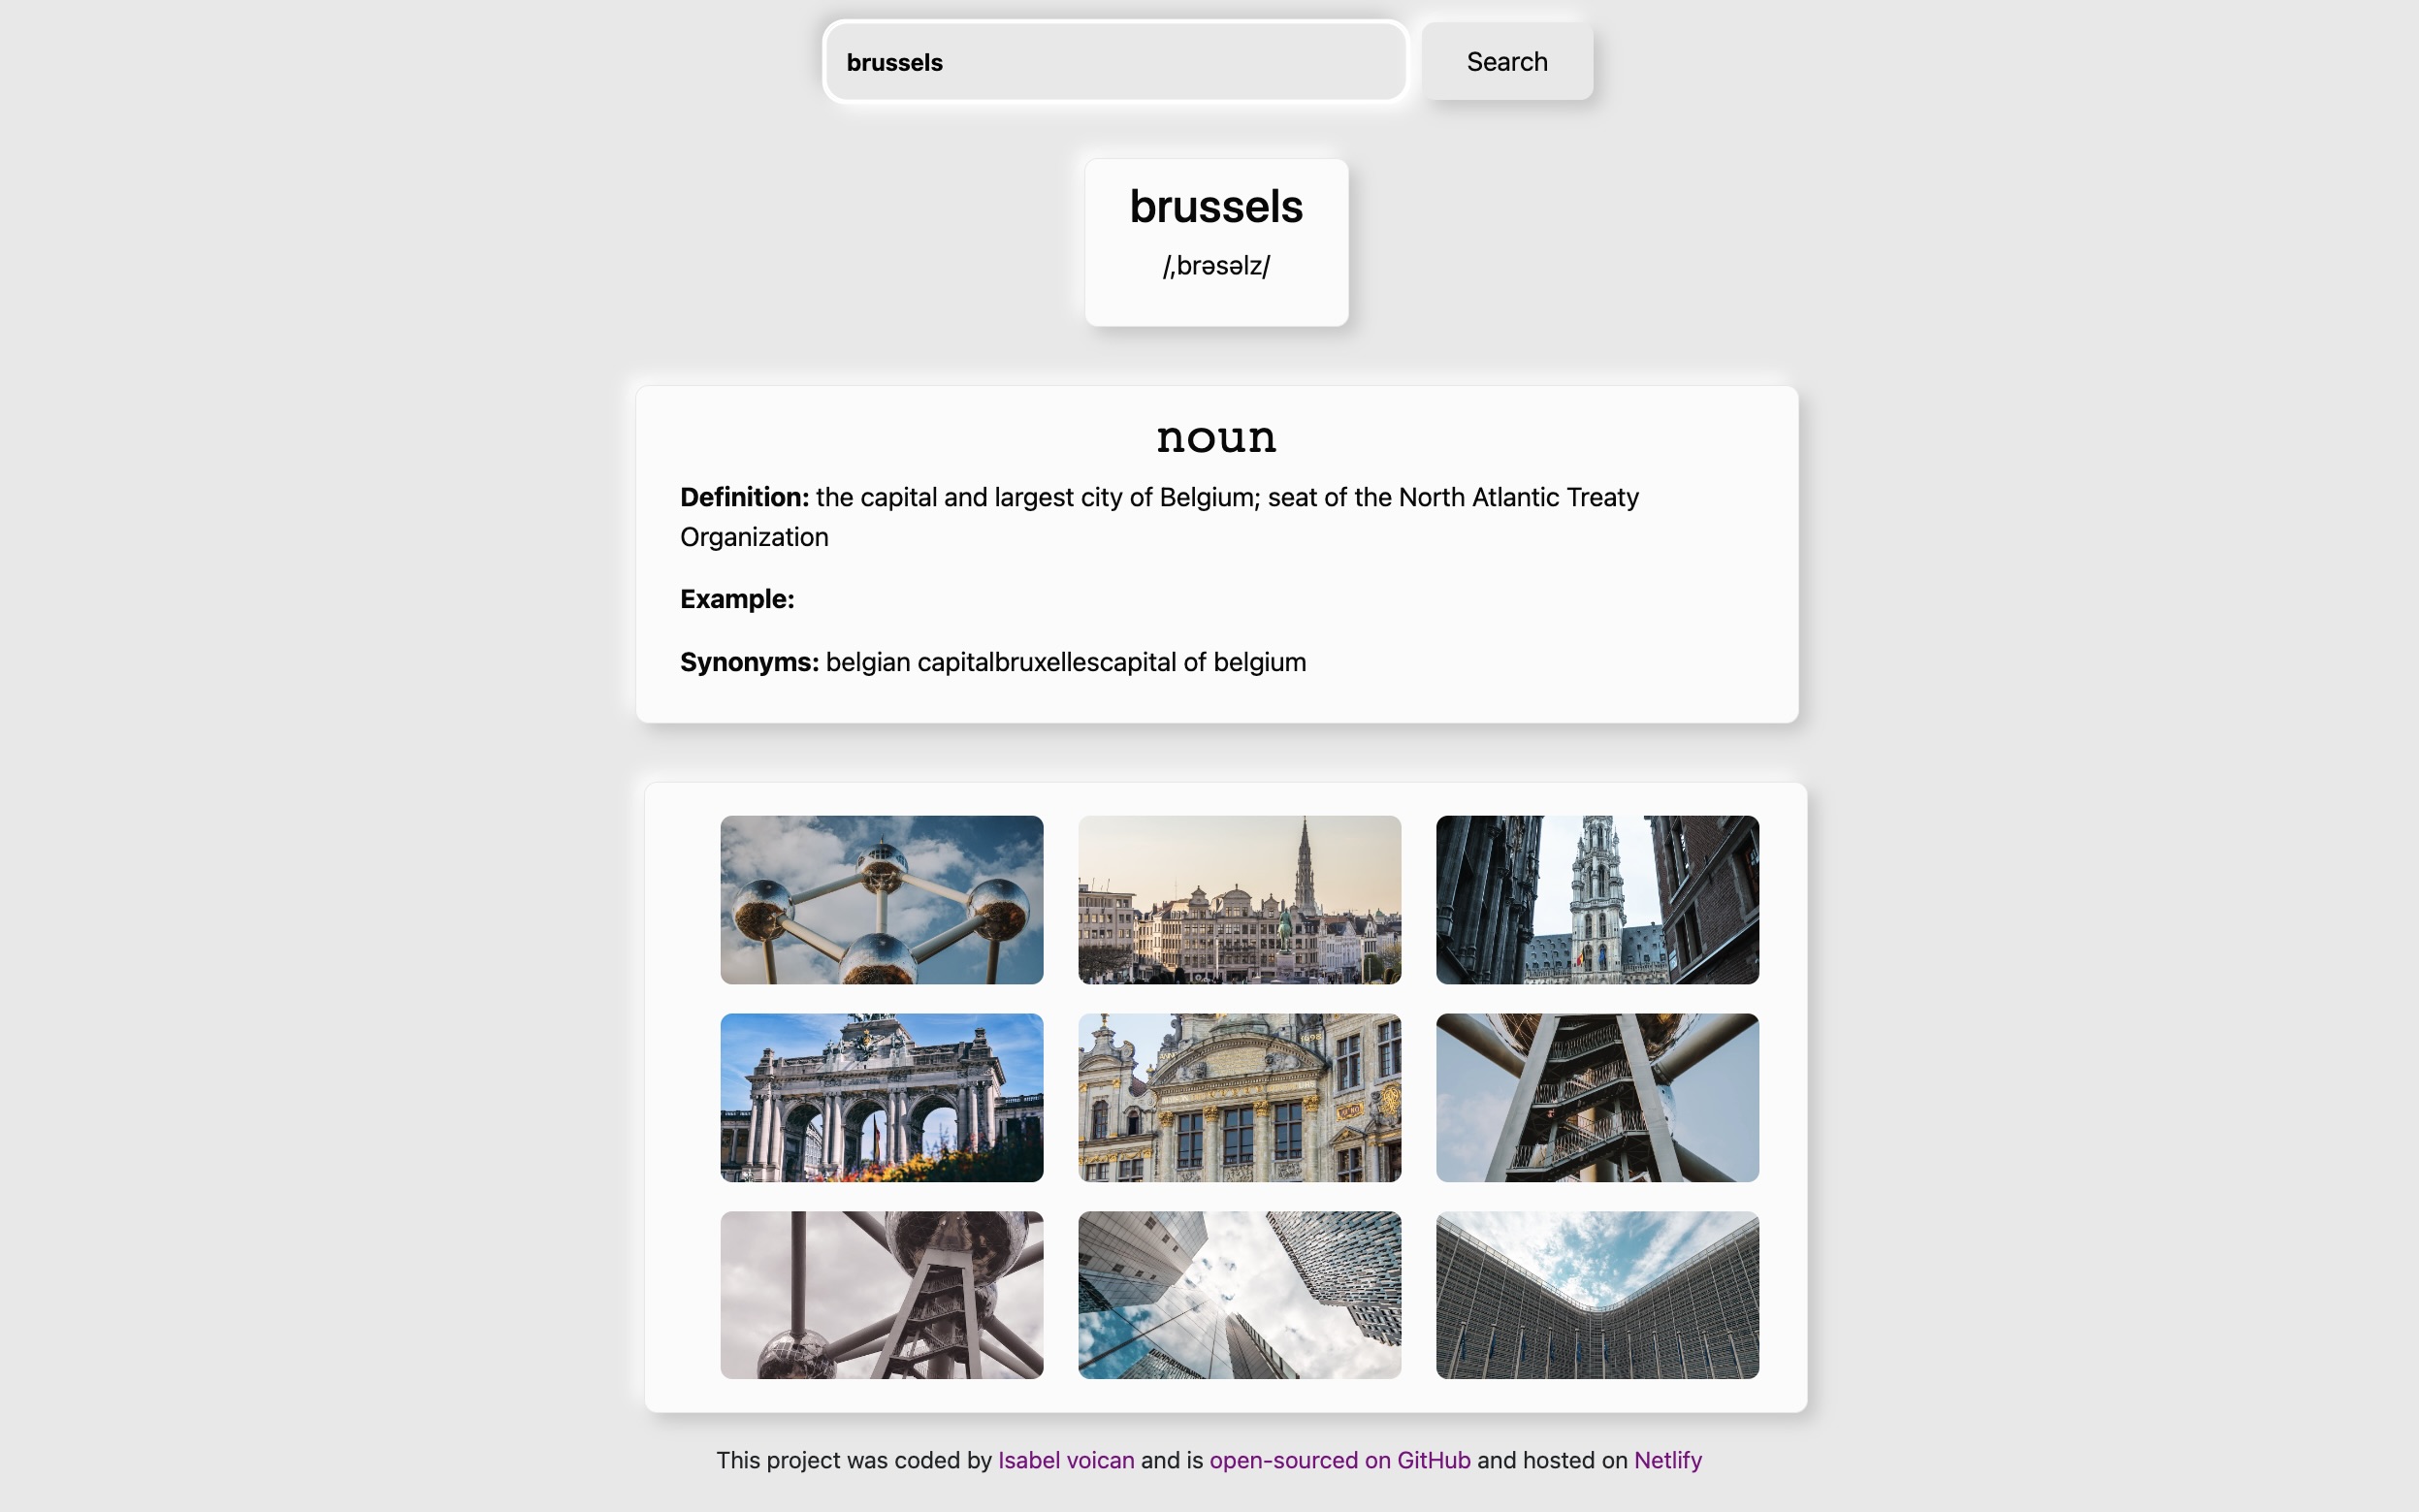 brussels
Search
brussels
/,brəsəlz/
noun
Definition: the capital and largest city of Belgium; seat of the North Atlantic Treaty
Organization
Example:
Synonyms: belgian capitalbruxellescapital of belgium
1698
This project was coded by Isabel voican and is open-sourced on GitHub and hosted on Netlify